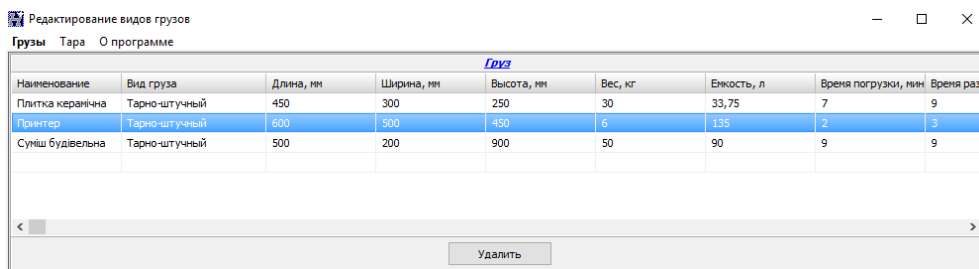 Редактирование видов грузов
Грузы Тара О программе
Груз
Наименование Вид груза Длина, мм Ширина, мм Высота, мм Вес, кг Емкость, л Время погрузки, мин Время раз
Плитка керамічна Тарно-штучный 450 300 250 30 33,75 7 9
Принтер Тарно-штучный 600 500 450 6 135 2 3
Суміш будівельна Тарно-штучный 500 200 900 50 90 9 9
Удалить